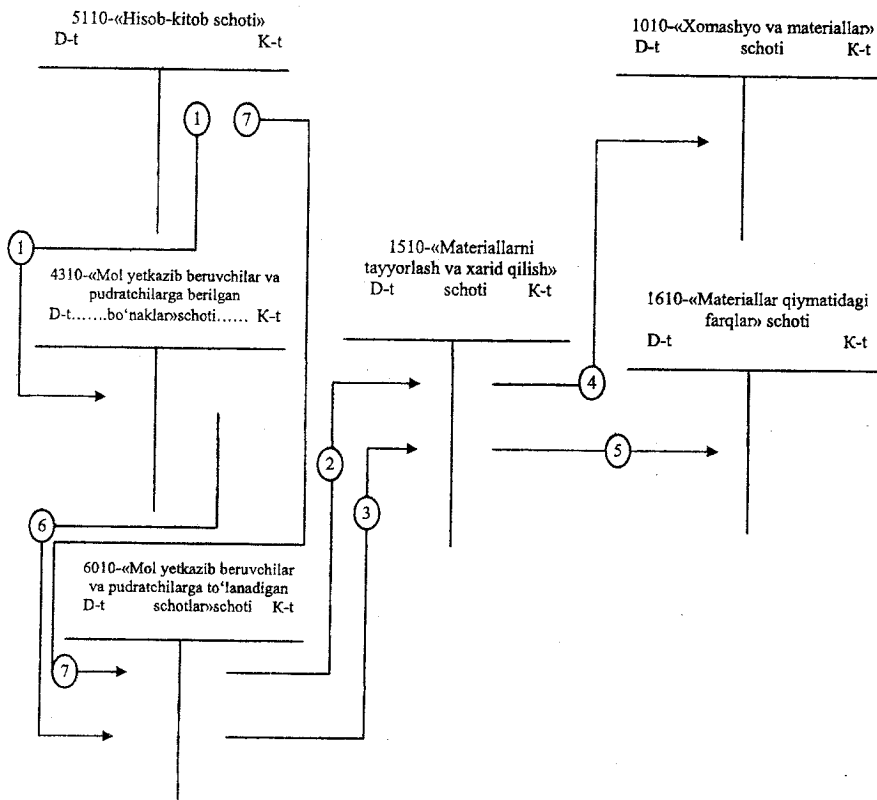 5110-«Hisob-kitob schoti»
D-t K-t
1 7
1
4310-«Mol yetkazib beruvchilar va
pudratchilarga berilgan
D-t.......bo‘naklar»schoti...... K-t
6
6010-«Mol yetkazib beruvchilar
va pudratchilarga to‘lanadigan
D-t schotlar»schoti K-t
7
2
3
1510-«Materiallarni
tayyorlash va xarid qilish»
D-t schoti K-t
4
5
1010-«Xomashyo va materiallar»
D-t schoti K-t
1610-«Materiallar qiymatidagi
farqlar» schoti
D-t K-t